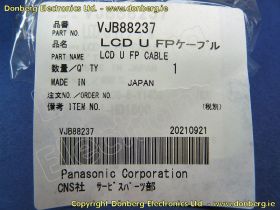 www.donberg.ie Donberg Electronics Ltd. www.donberg.ie
品番 VJB88237
PART NO.
品名 LCD U FPケーブル
PART NAME LCD U FP CABLE
数量/Q'TY 1
MADE IN JAPAN
注文NO./ORDER NO.
備考 ITEM NO. (税別)
VJB88237 20210921
Panasonic Corporation
CNS社 サービスパーツ部